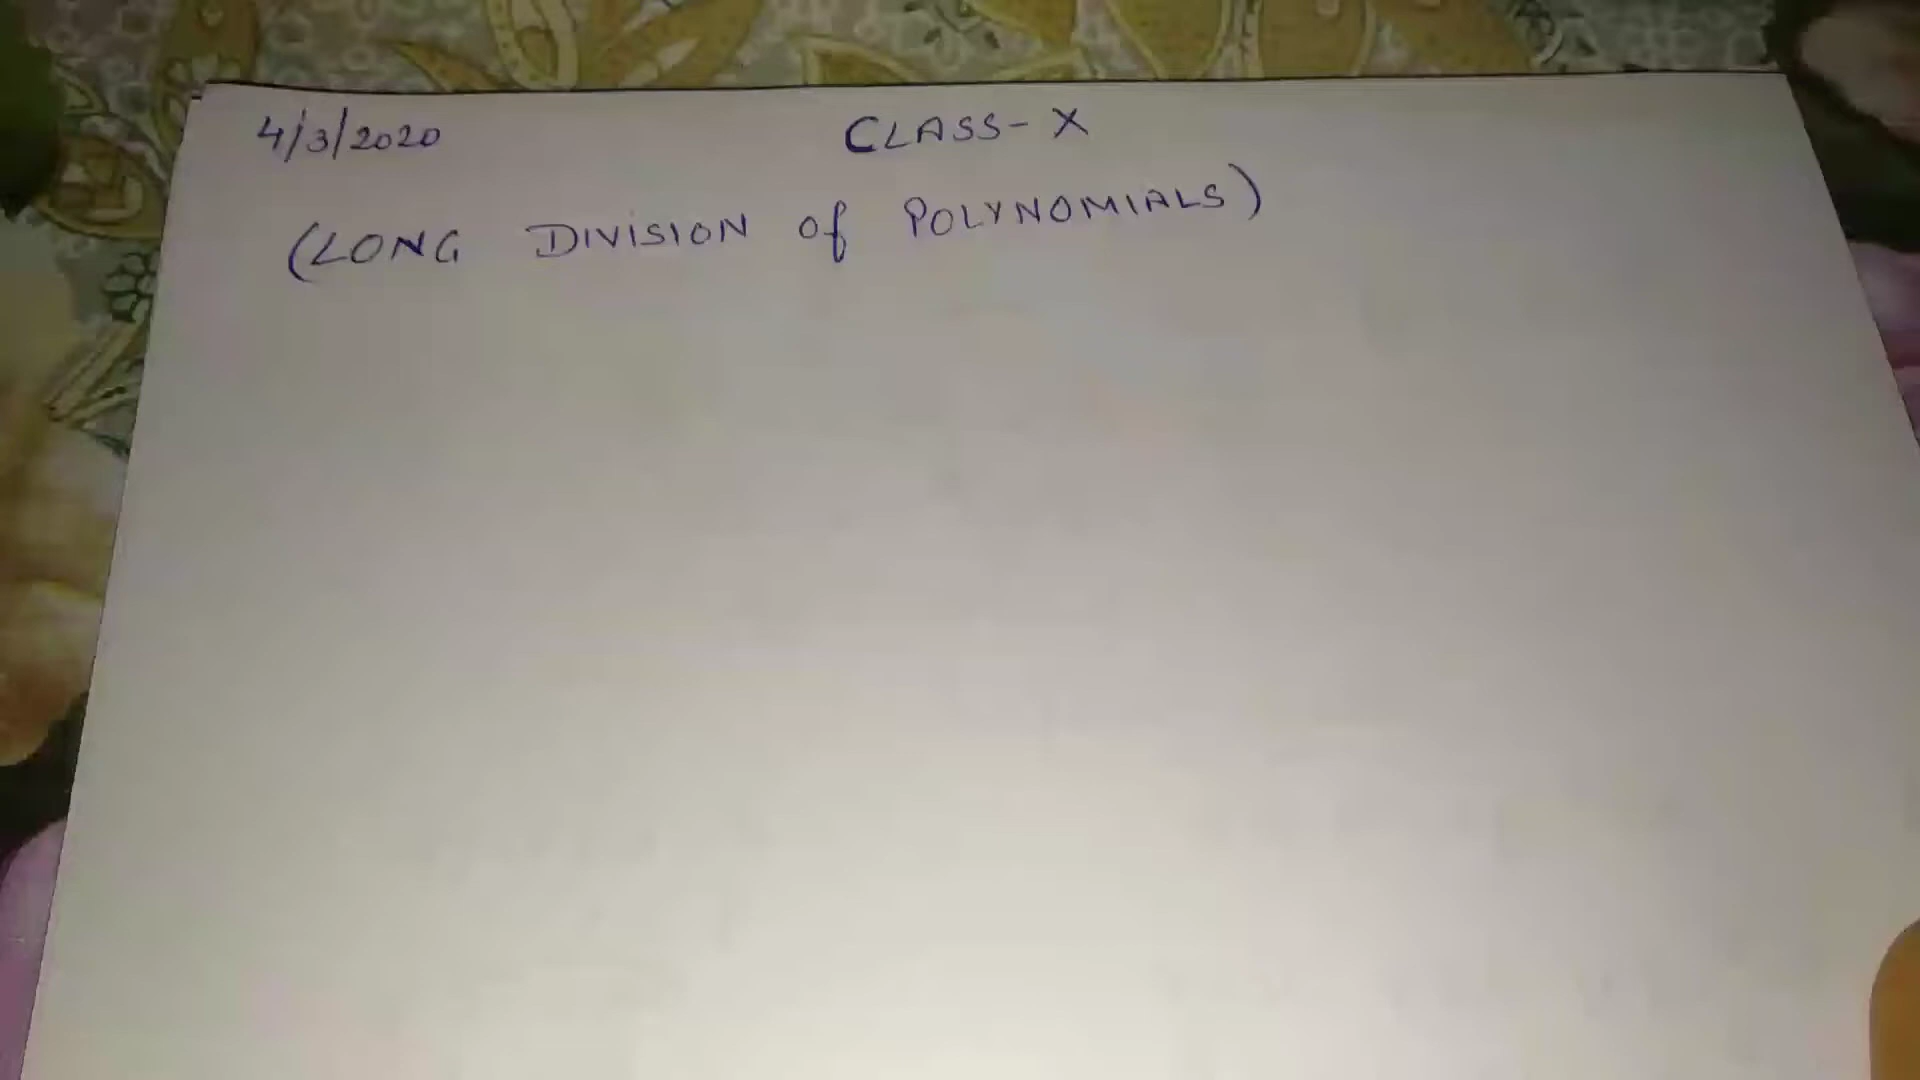 4/3/2020 CLASS-X
(LONG DIVISION of POLYNOMIALS)